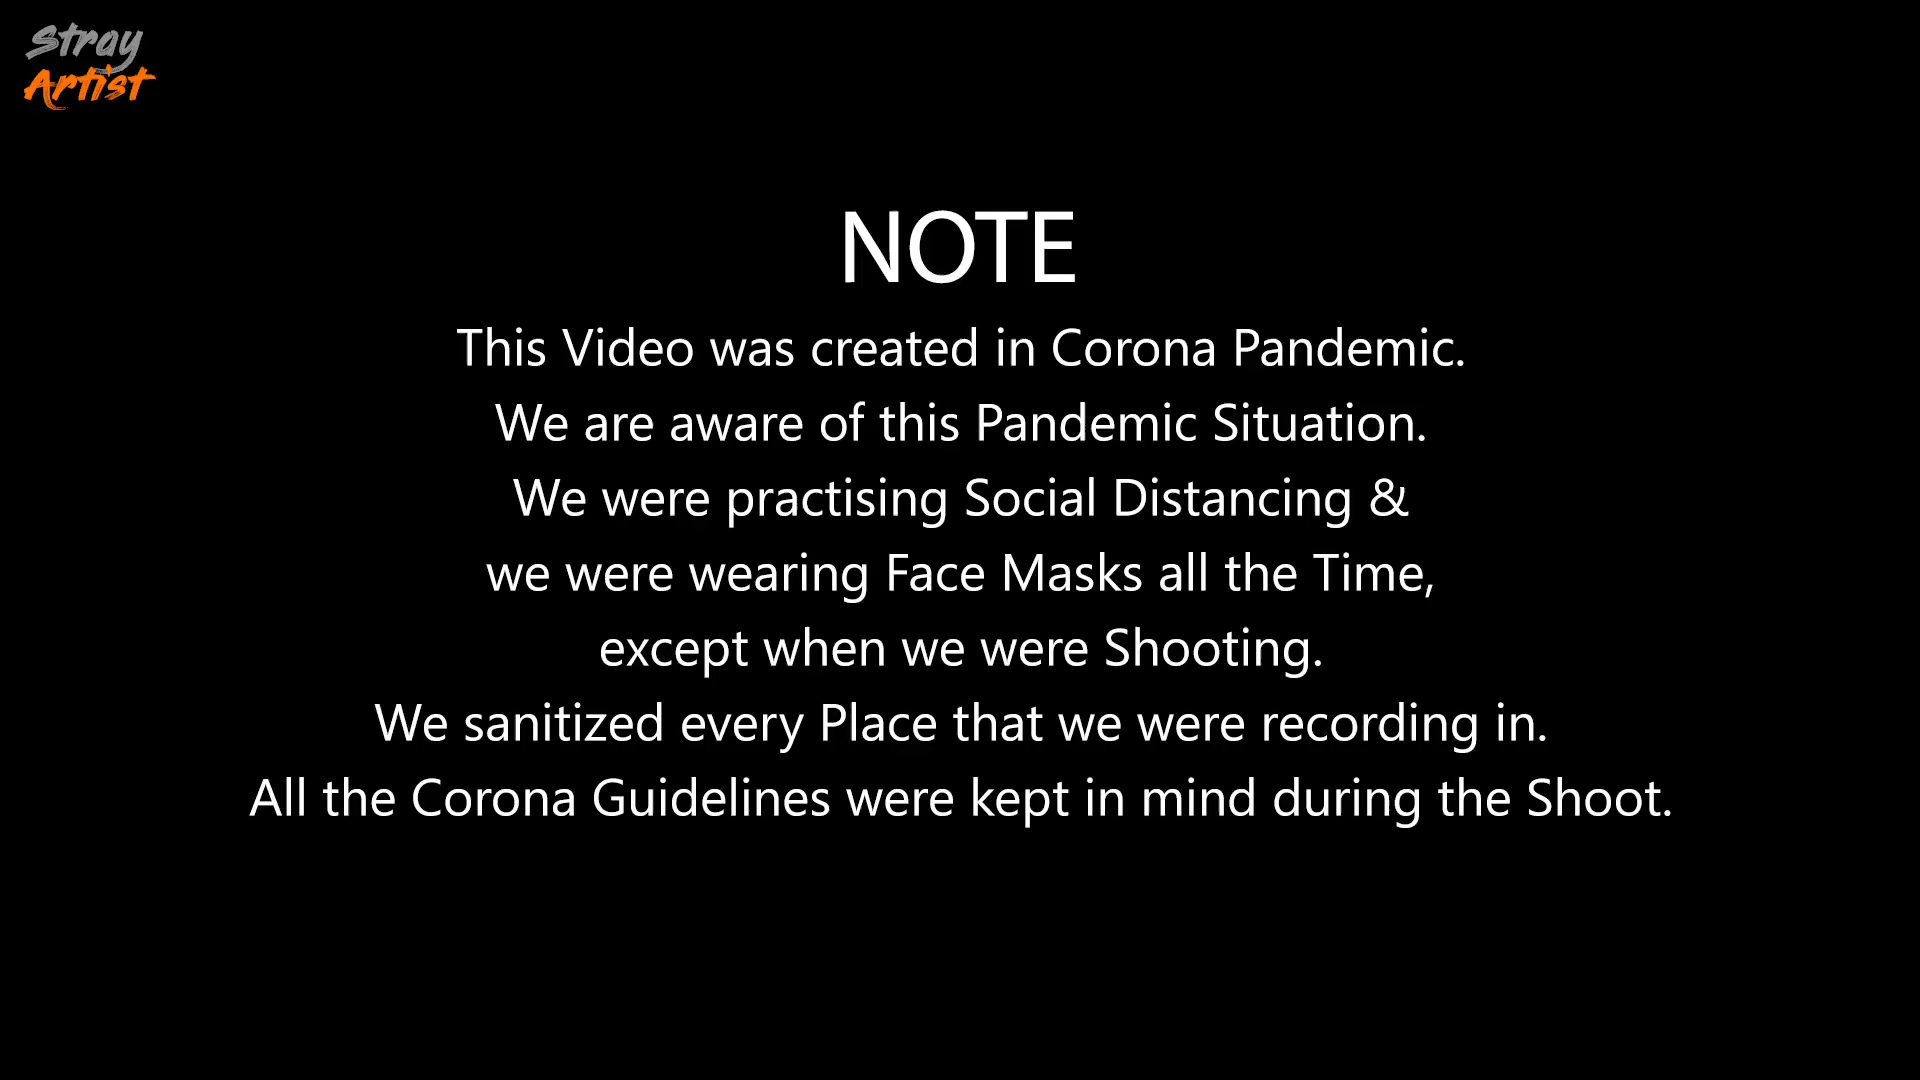 Stray
Artist
NOTE
This Video was created in Corona Pandemic.
We are aware of this Pandemic Situation.
We were practising Social Distancing &
we were wearing Face Masks all the Time,
except when we were Shooting.
We sanitized every Place that we were recording in.
All the Corona Guidelines were kept in mind during the Shoot.